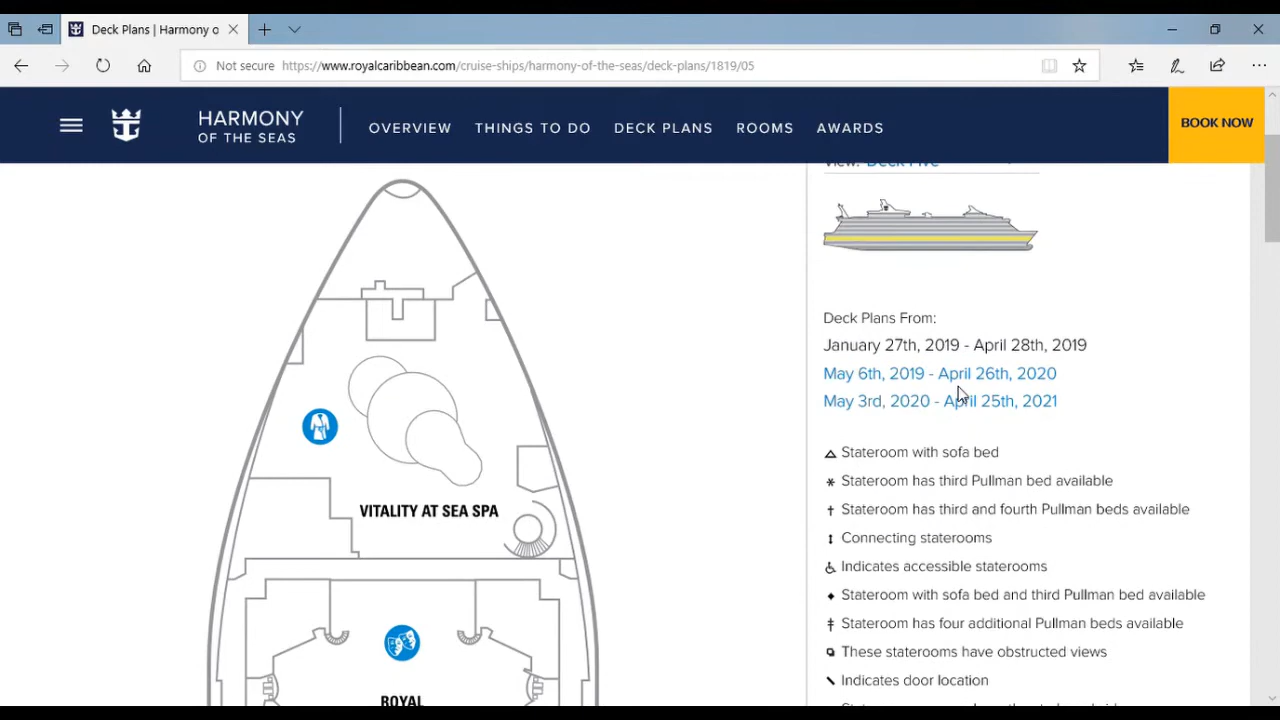 Deck Plans | Harmony o
Not secure https://www.royalcaribbean.com/cruise-ships/harmony-of-the-seas/deck-plans/1819/05
HARMONY
OF THE SEAS
OVERVIEW THINGS TO DO DECK PLANS ROOMS AWARDS
BOOK NOW
View: Deck Five
Deck Plans From:
January 27th, 2019 - April 28th, 2019
May 6th, 2019 - April 26th, 2020
May 3rd, 2020 - April 25th, 2021
Stateroom with sofa bed
Stateroom has third Pullman bed available
Stateroom has third and fourth Pullman beds available
Connecting staterooms
Indicates accessible staterooms
Stateroom with sofa bed and third Pullman bed available
Stateroom has four additional Pullman beds available
These staterooms have obstructed views
Indicates door location
VITALITY AT SEA SPA
ROYAL